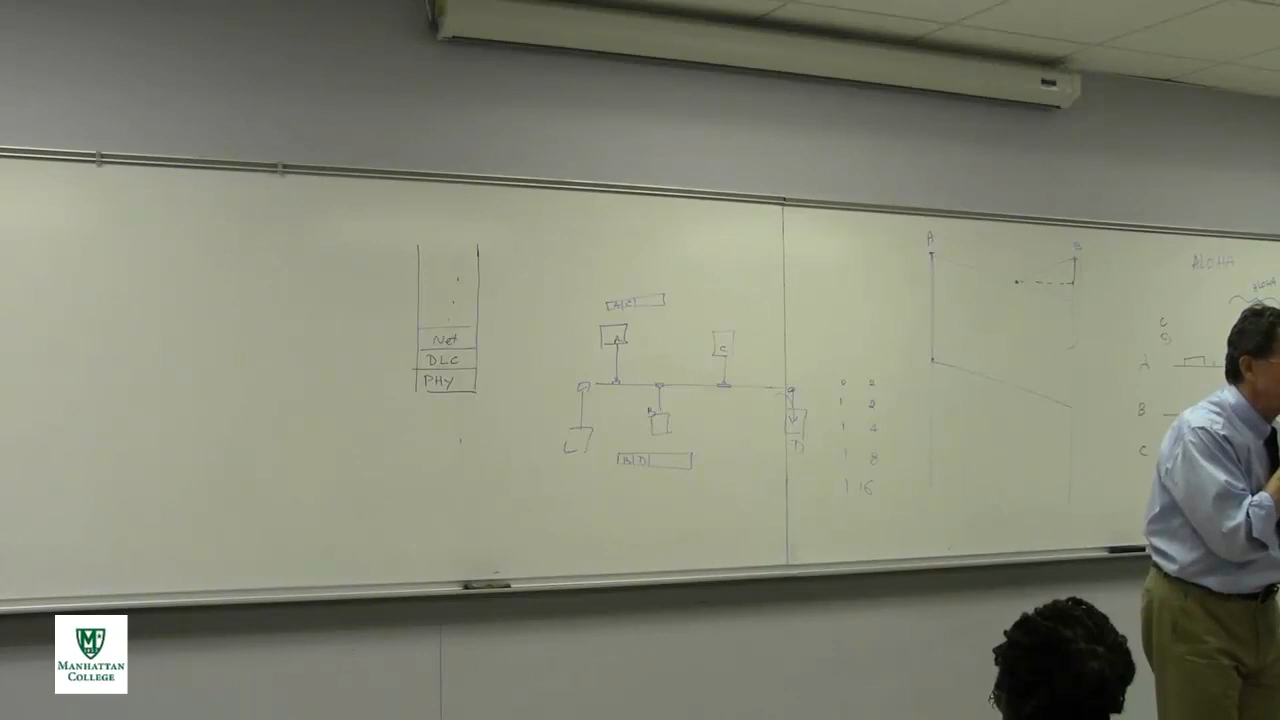 Net
DLC
PHY
A C
A
C
B
D
B D
0 2
1 2
1 4
1 8
1 16
A
B
ALOHA
C
A
B
C
MANHATTAN
COLLEGE